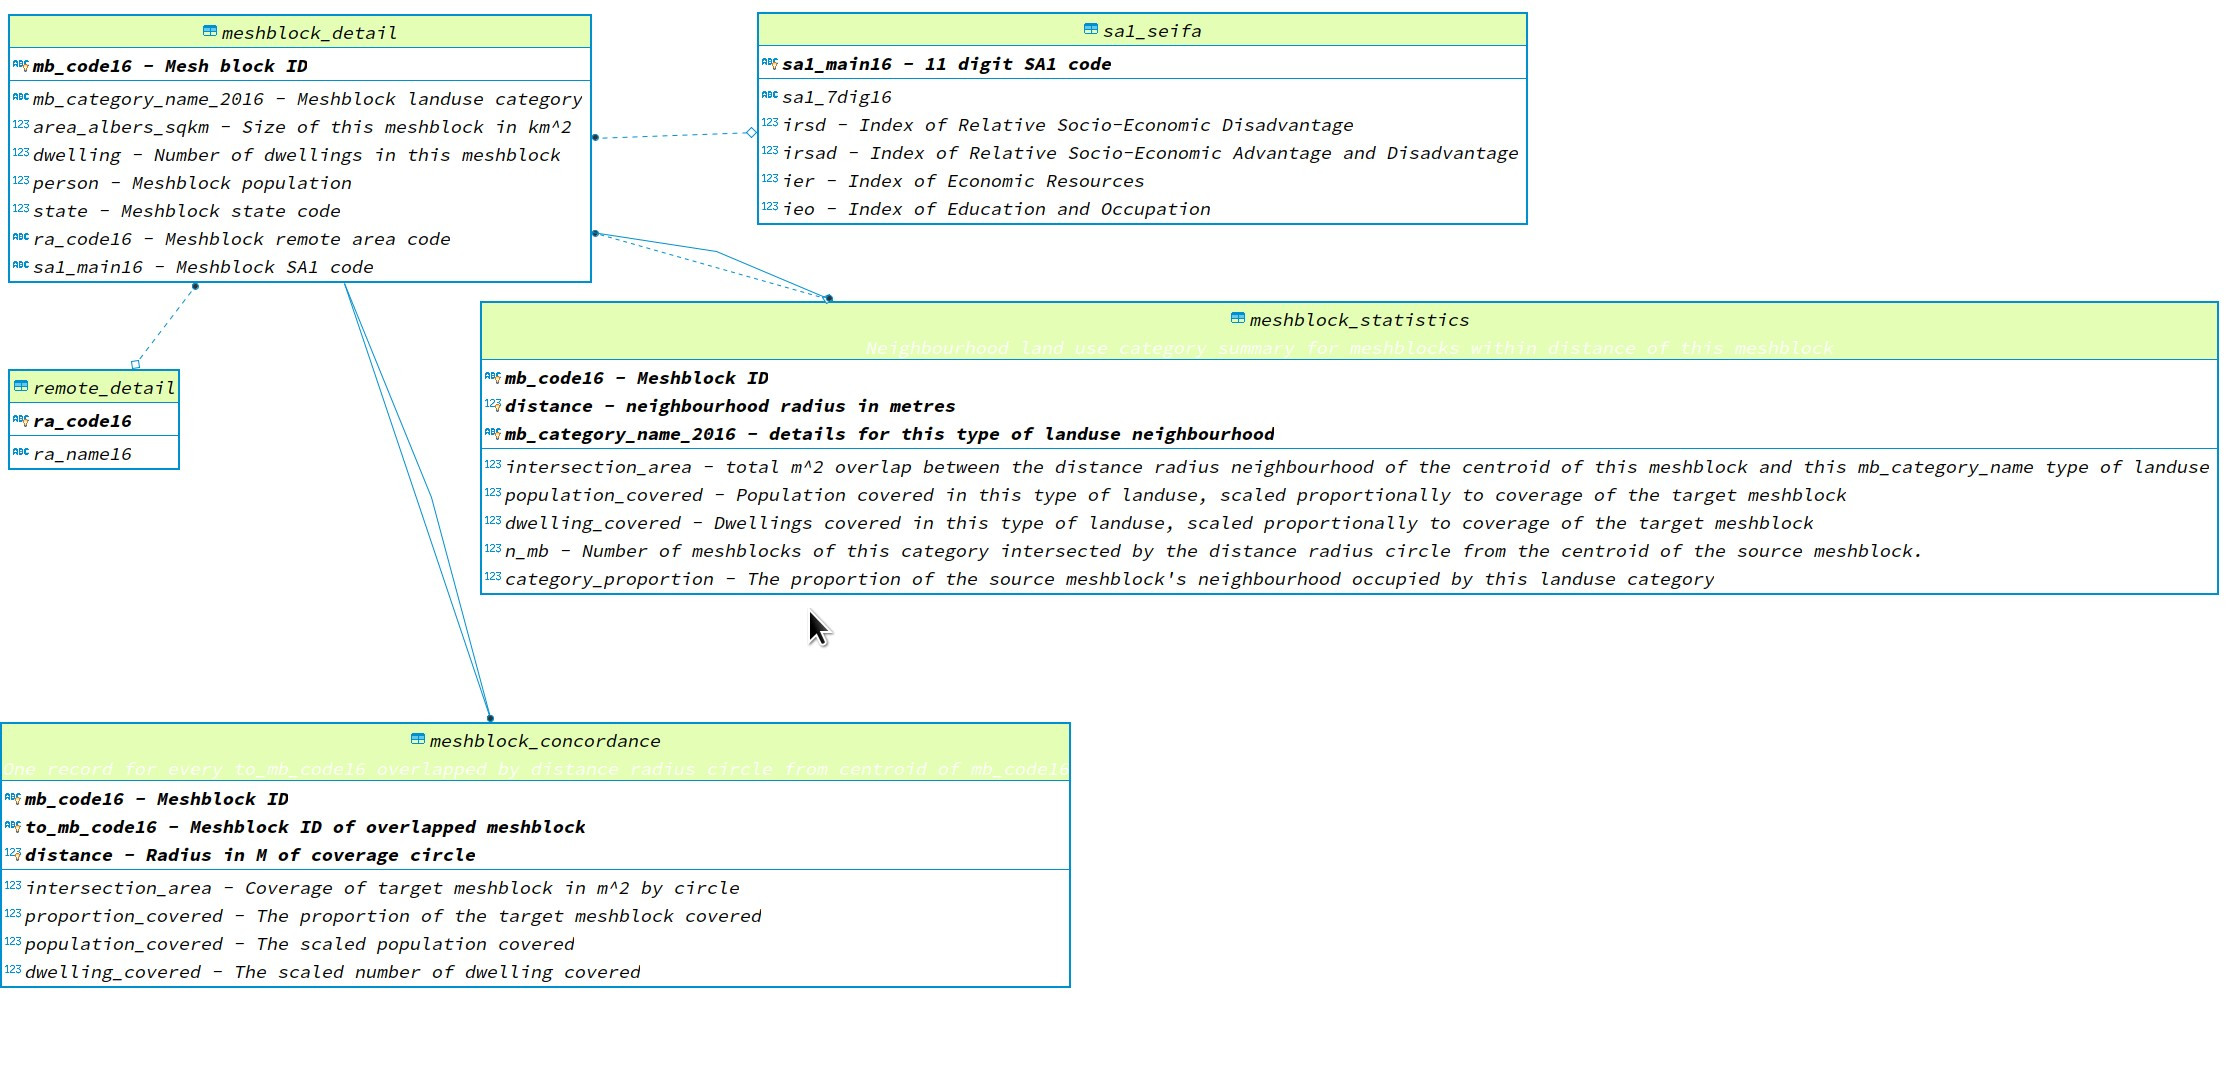 meshblock_detail
mb_code16 - Mesh block ID
mb_category_name_2016 - Meshblock landuse category
area_albers_sqkm - Size of this meshblock in km^2
dwelling - Number of dwellings in this meshblock
person - Meshblock population
state - Meshblock state code
ra_code16 - Meshblock remote area code
sa1_main16 - Meshblock SA1 code
sa1_seifa
sa1_main16 - 11 digit SA1 code
sa1_7dig16
irsd - Index of Relative Socio-Economic Disadvantage
irsad - Index of Relative Socio-Economic Advantage and Disadvantage
ier - Index of Economic Resources
ieo - Index of Education and Occupation
remote_detail
ra_code16
ra_name16
meshblock_statistics
Neighbourhood land use category summary for meshblocks within distance of this meshblock
mb_code16 - Meshblock ID
distance - neighbourhood radius in metres
mb_category_name_2016 - details for this type of landuse neighbourhood
intersection_area - total m^2 overlap between the distance radius neighbourhood of the centroid of this meshblock and this mb_category_name type of landuse
population_covered - Population covered in this type of landuse, scaled proportionally to coverage of the target meshblock
dwelling_covered - Dwellings covered in this type of landuse, scaled proportionally to coverage of the target meshblock
n_mb - Number of meshblocks of this category intersected by the distance radius circle from the centroid of the source meshblock.
category_proportion - The proportion of the source meshblock's neighbourhood occupied by this landuse category
meshblock_concordance
One record for every to_mb_code16 overlapped by distance radius circle from centroid of mb_code16
mb_code16 - Meshblock ID
to_mb_code16 - Meshblock ID of overlapped meshblock
distance - Radius in M of coverage circle
intersection_area - Coverage of target meshblock in m^2 by circle
proportion_covered - The proportion of the target meshblock covered
population_covered - The scaled population covered
dwelling_covered - The scaled number of dwelling covered